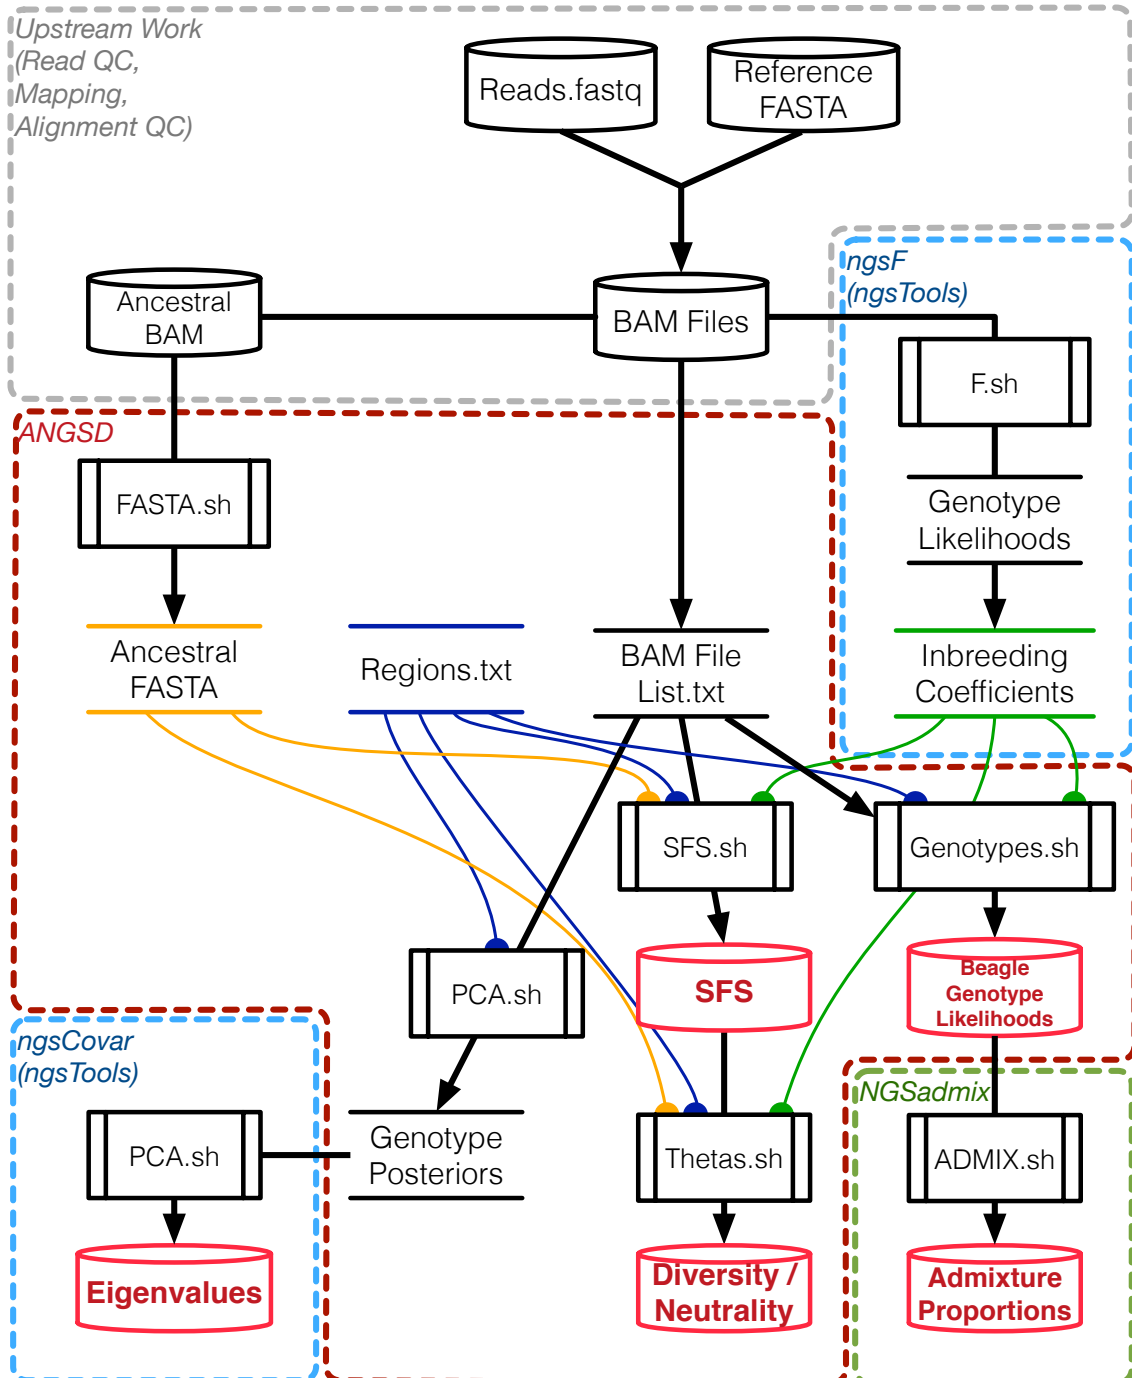 Upstream Work
(Read QC,
Mapping,
Alignment QC)
Reads.fastq
Reference
FASTA
ngsF
(ngsTools)
Ancestral
BAM
BAM Files
F.sh
ANGSD
FASTA.sh
Genotype
Likelihoods
Ancestral
FASTA
Regions.txt
BAM File
List.txt
Inbreeding
Coefficients
SFS.sh
Genotypes.sh
PCA.sh
SFS
Beagle
Genotype
Likelihoods
ngsCovar
(ngsTools)
NGSadmix
PCA.sh
Genotype
Posteriors
Thetas.sh
ADMIX.sh
Eigenvalues
Diversity /
Neutrality
Admixture
Proportions